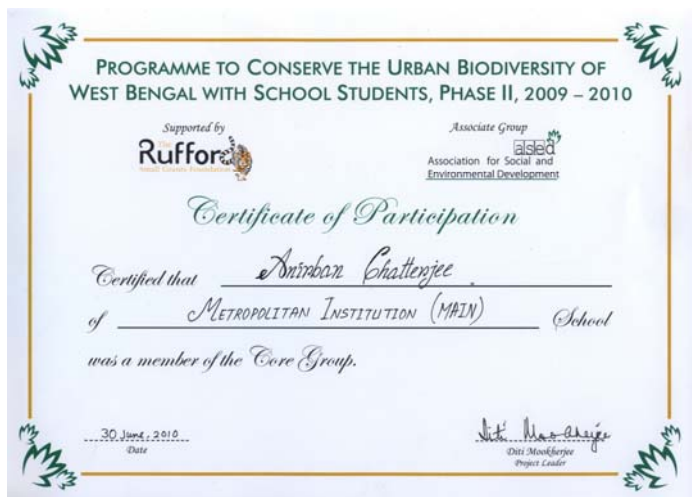 PROGRAMME TO CONSERVE THE URBAN BIODIVERSITY OF
WEST BENGAL WITH SCHOOL STUDENTS, PHASE II, 2009 – 2010
Supported by
The
Rufford
Small Grants Foundation
Associate Group
ased
Association for Social and
Environmental Development
Certificate of Participation
Certified that Anirban Chatterjee
of METROPOLITAN INSTITUTION (MAIN) School
was a member of the Core Group.
30 June, 2010
Date
Diti Mookherjee
Diti Mookherjee
Project Leader